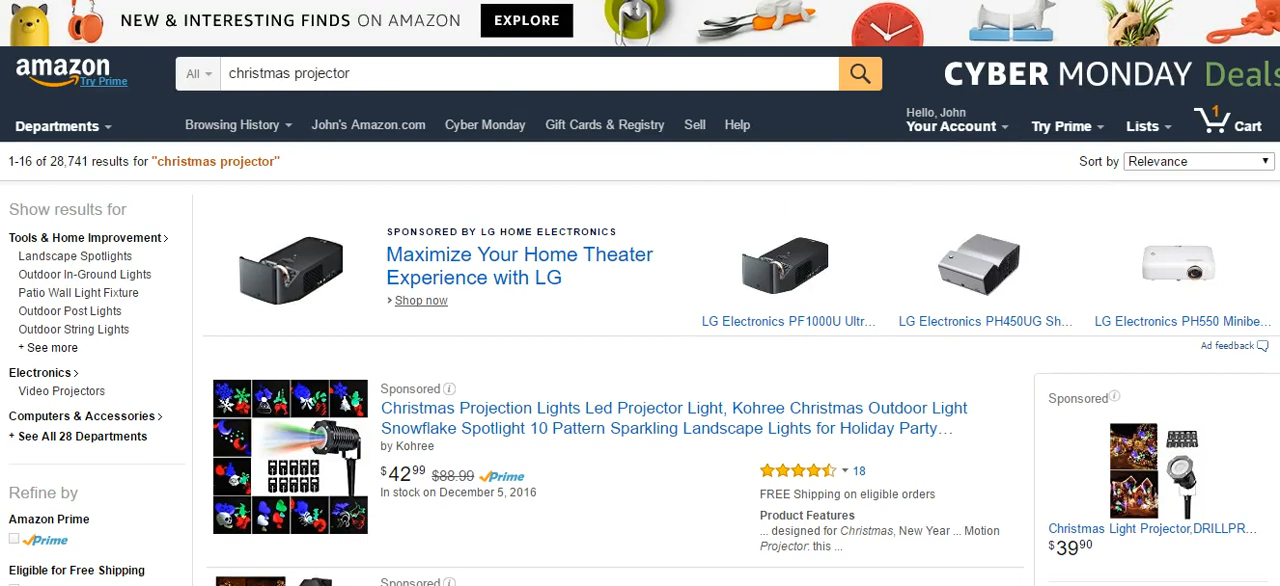 NEW & INTERESTING FINDS ON AMAZON EXPLORE
amazon
Try Prime
All
christmas projector
CYBER MONDAY Deals
Departments
Browsing History
John's Amazon.com
Cyber Monday
Gift Cards & Registry
Sell
Help
Hello, John
Your Account
Try Prime
Lists
1
Cart
1-16 of 28,741 results for "christmas projector"
Sort by Relevance
Show results for
Tools & Home Improvement
Landscape Spotlights
Outdoor In-Ground Lights
Patio Wall Light Fixture
Outdoor Post Lights
Outdoor String Lights
+ See more
Electronics
Video Projectors
Computers & Accessories
+ See All 28 Departments
Refine by
Amazon Prime
Prime
Eligible for Free Shipping
SPONSORED BY LG HOME ELECTRONICS
Maximize Your Home Theater
Experience with LG
Shop now
LG Electronics PF1000U Ultr...
LG Electronics PH450UG Sh...
LG Electronics PH550 Minibe...
Ad feedback
Sponsored
Christmas Projection Lights Led Projector Light, Kohree Christmas Outdoor Light
Snowflake Spotlight 10 Pattern Sparkling Landscape Lights for Holiday Party…
by Kohree
$42.99 $88.99 Prime
In stock on December 5, 2016
18
FREE Shipping on eligible orders
Product Features
... designed for Christmas, New Year ... Motion
Projector: this ...
Sponsored
Sponsored
Christmas Light Projector,DRILLPR…
$39.90